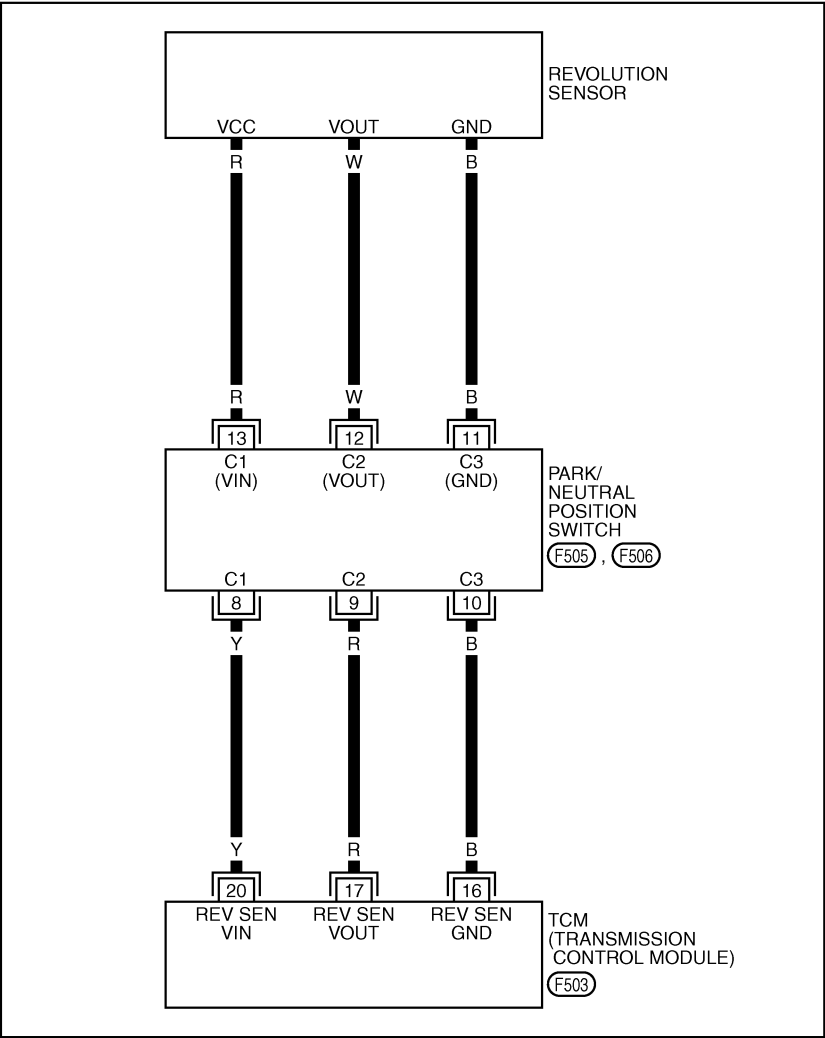 REVOLUTION
SENSOR
VCC VOUT GND
R W B
R W B
13 12 11
C1 C2 C3
(VIN) (VOUT) (GND)
PARK/
NEUTRAL
POSITION
SWITCH
F505 , F506
C1 C2 C3
8 9 10
Y R B
Y R B
20 17 16
REV SEN REV SEN REV SEN
VIN VOUT GND
TCM
(TRANSMISSION
CONTROL MODULE)
F503